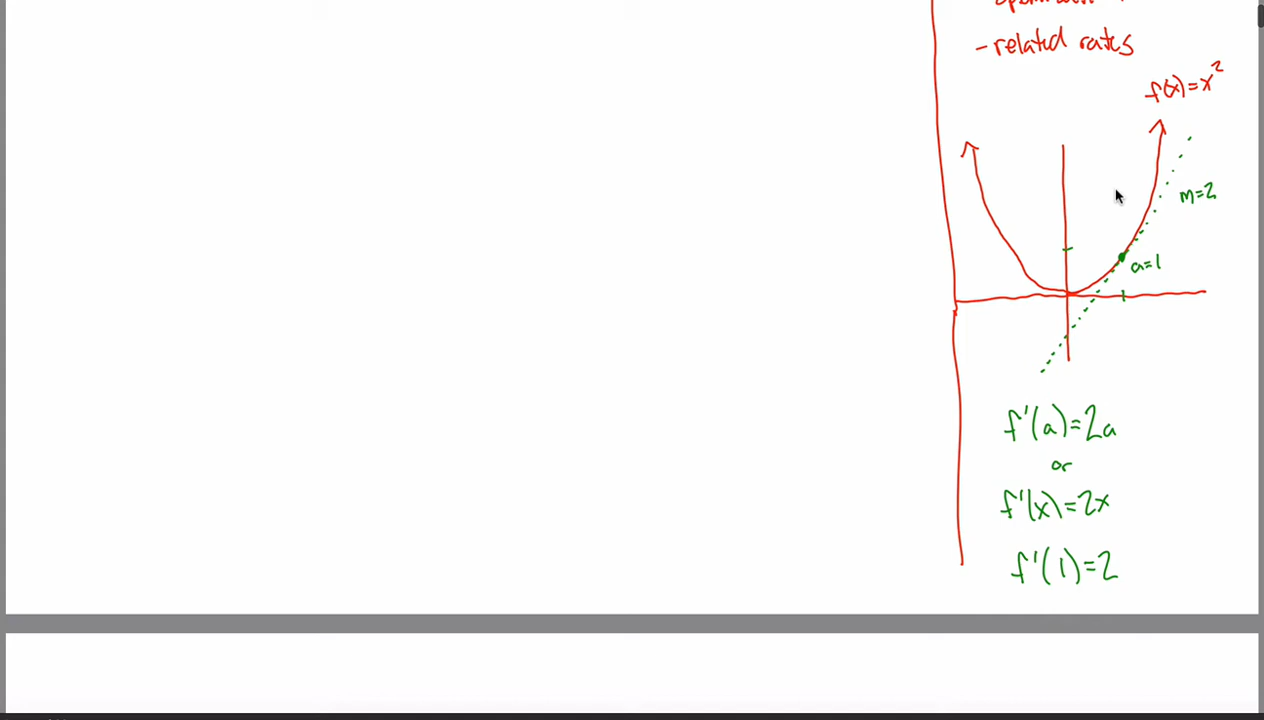 - related rates
f(x)=x²
m=2
a=1
f'(a)=2a
or
f'(x)=2x
f'(1)=2